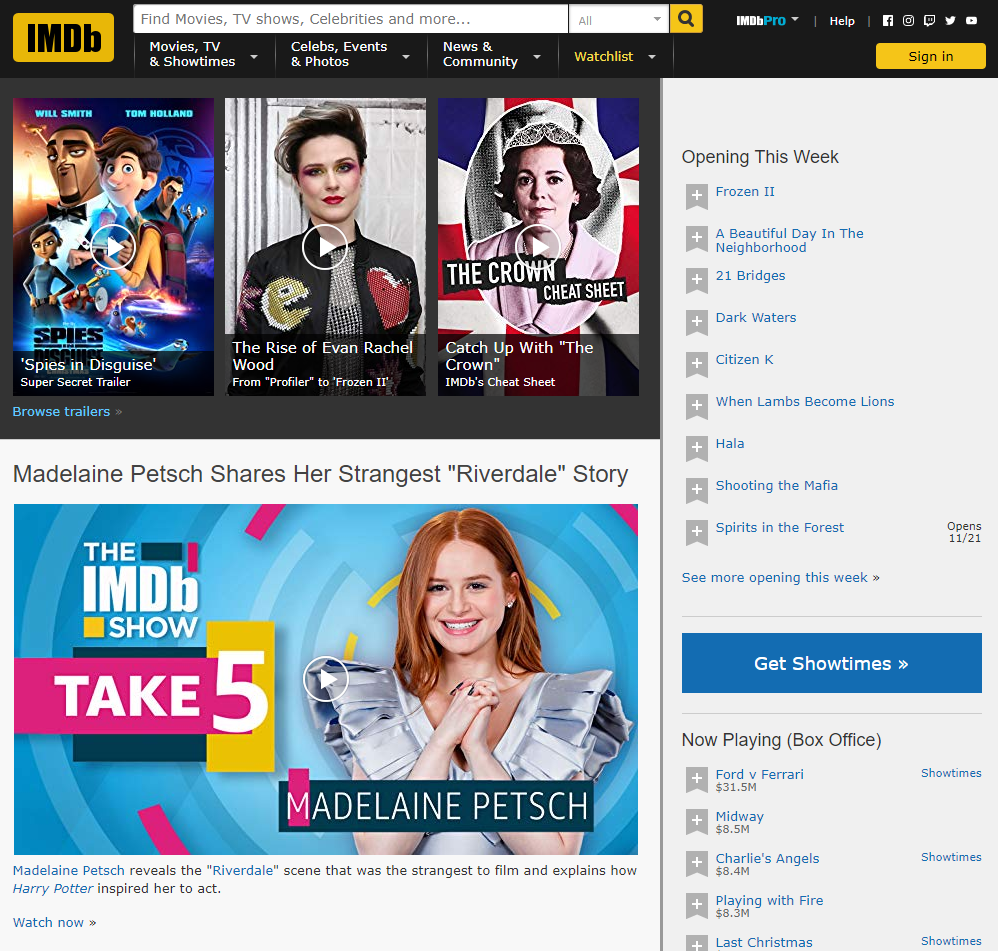 IMDb
Find Movies, TV shows, Celebrities and more...
All
IMDbPro
|
Help
|
Movies, TV
& Showtimes
Celebs, Events
& Photos
News &
Community
Watchlist
Sign in
WILL SMITH TOM HOLLAND
SPIES
DISGUISE
'Spies in Disguise'
Super Secret Trailer
The Rise of Evan Rachel
Wood
From "Profiler" to 'Frozen II'
THE CROWN
CHEAT SHEET
Catch Up With "The
Crown"
IMDb's Cheat Sheet
Browse trailers »
Madelaine Petsch Shares Her Strangest "Riverdale" Story
THE
IMDb
SHOW
TAKE 5
MADELAINE PETSCH
Madelaine Petsch reveals the "Riverdale" scene that was the strangest to film and explains how
Harry Potter inspired her to act.
Watch now »
Opening This Week
Frozen II
A Beautiful Day In The
Neighborhood
21 Bridges
Dark Waters
Citizen K
When Lambs Become Lions
Hala
Shooting the Mafia
Spirits in the Forest
Opens
11/21
See more opening this week »
Get Showtimes »
Now Playing (Box Office)
Ford v Ferrari Showtimes
$31.5M
Midway
$8.5M
Charlie's Angels Showtimes
$8.4M
Playing with Fire
$8.3M
Last Christmas Showtimes